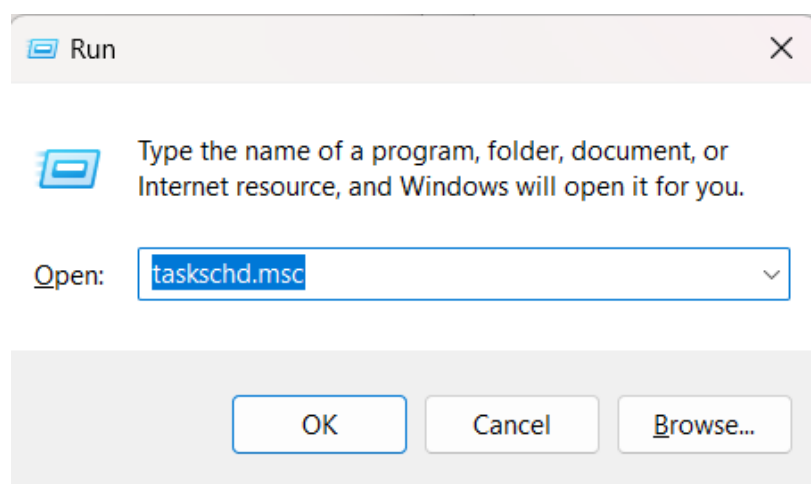 Run
Type the name of a program, folder, document, or
Internet resource, and Windows will open it for you.
Open: taskschd.msc
OK Cancel Browse...